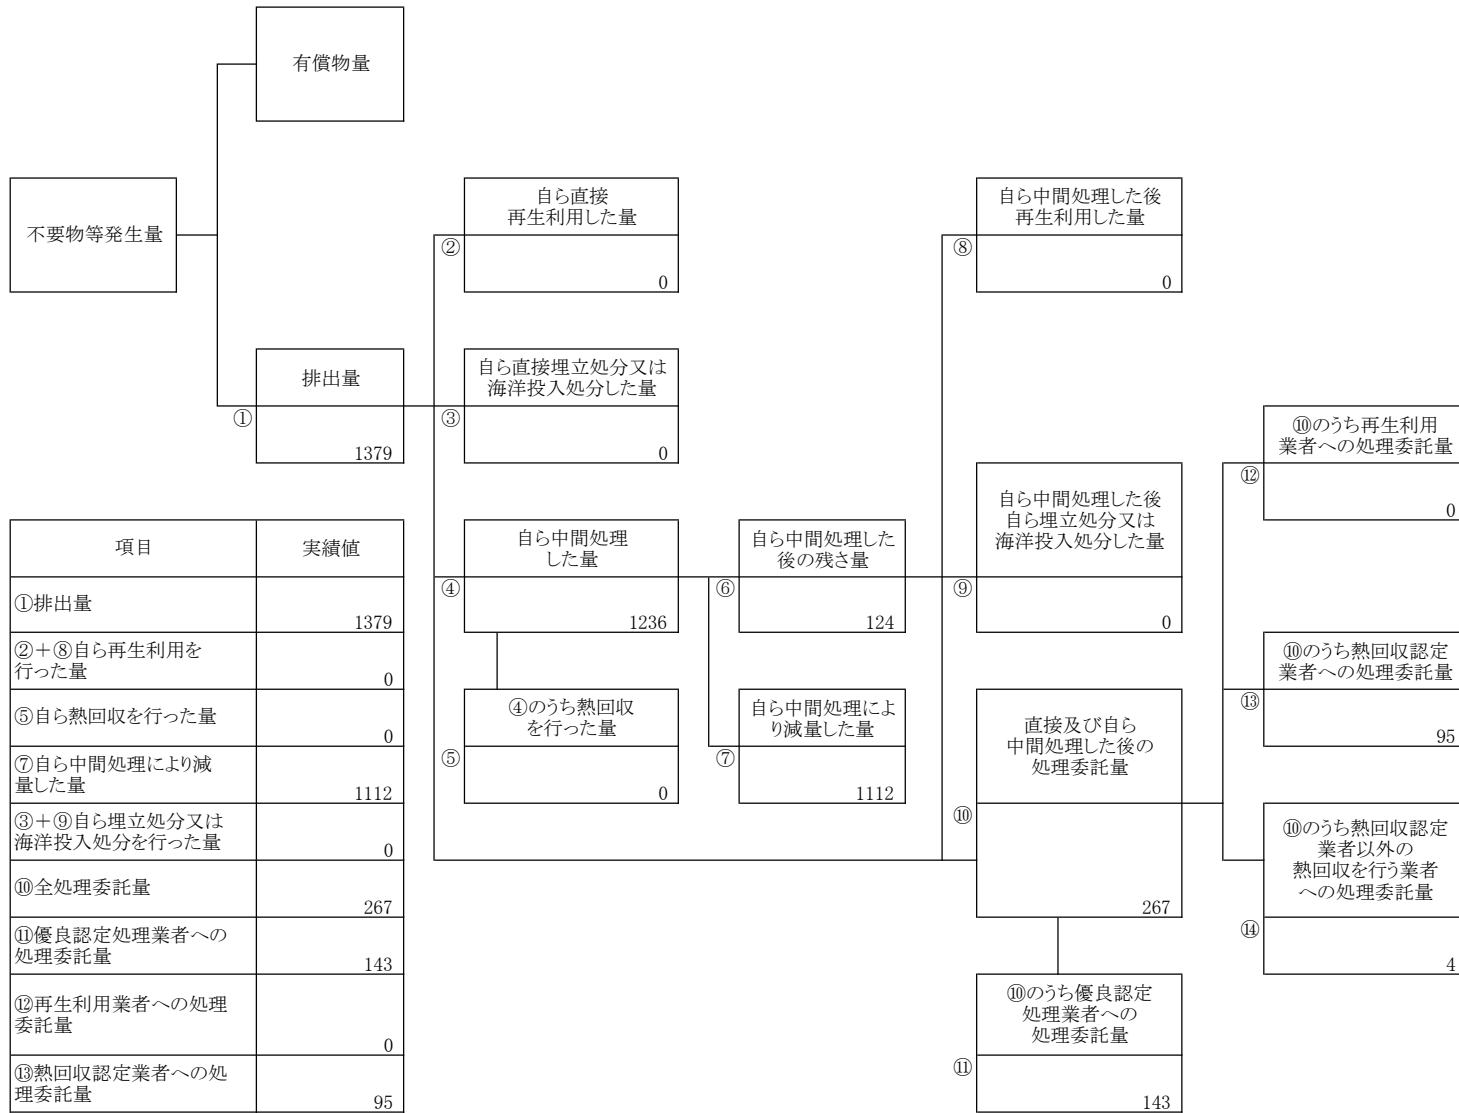 有償物量
不要物等発生量
排出量
①
1379
自ら直接
再生利用した量
②
0
自ら直接埋立処分又は
海洋投入処分した量
③
0
自ら中間処理
した量
④
1236
④のうち熱回収
を行った量
⑤
0
自ら中間処理した
後の残さ量
⑥
124
自ら中間処理によ
り減量した量
⑦
1112
自ら中間処理した後
再生利用した量
⑧
0
自ら中間処理した後
自ら埋立処分又は
海洋投入処分した量
⑨
0
直接及び自ら
中間処理した後の
処理委託量
⑩
267
⑩のうち優良認定
処理業者への
処理委託量
⑪
143
⑩のうち再生利用
業者への処理委託量
⑫
0
⑩のうち熱回収認定
業者への処理委託量
⑬
95
⑩のうち熱回収認定
業者以外の
熱回収を行う業者
への処理委託量
⑭
4
項目 実績値
①排出量
1379
②＋⑧自ら再生利用を
行った量
0
⑤自ら熱回収を行った量
0
⑦自ら中間処理により減
量した量
1112
③＋⑨自ら埋立処分又は
海洋投入処分を行った量
0
⑩全処理委託量
267
⑪優良認定処理業者への
処理委託量
143
⑫再生利用業者への処理
委託量
0
⑬熱回収認定業者への処
理委託量
95